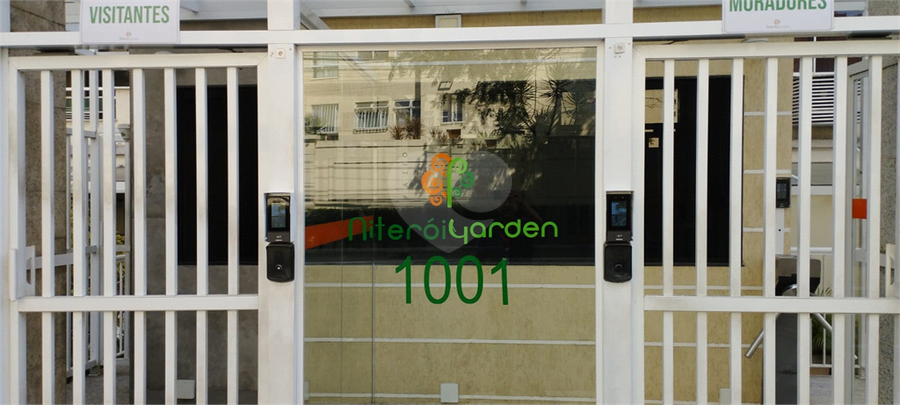 VISITANTES
MORADORES
NiteróiGarden
1001